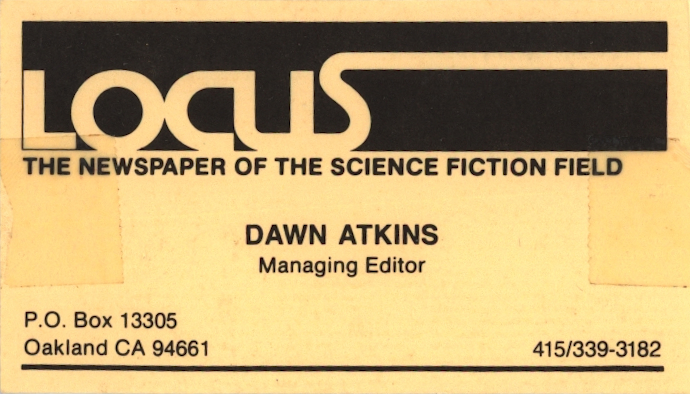 LOCUS
THE NEWSPAPER OF THE SCIENCE FICTION FIELD
DAWN ATKINS
Managing Editor
P.O. Box 13305
Oakland CA 94661
415/339-3182